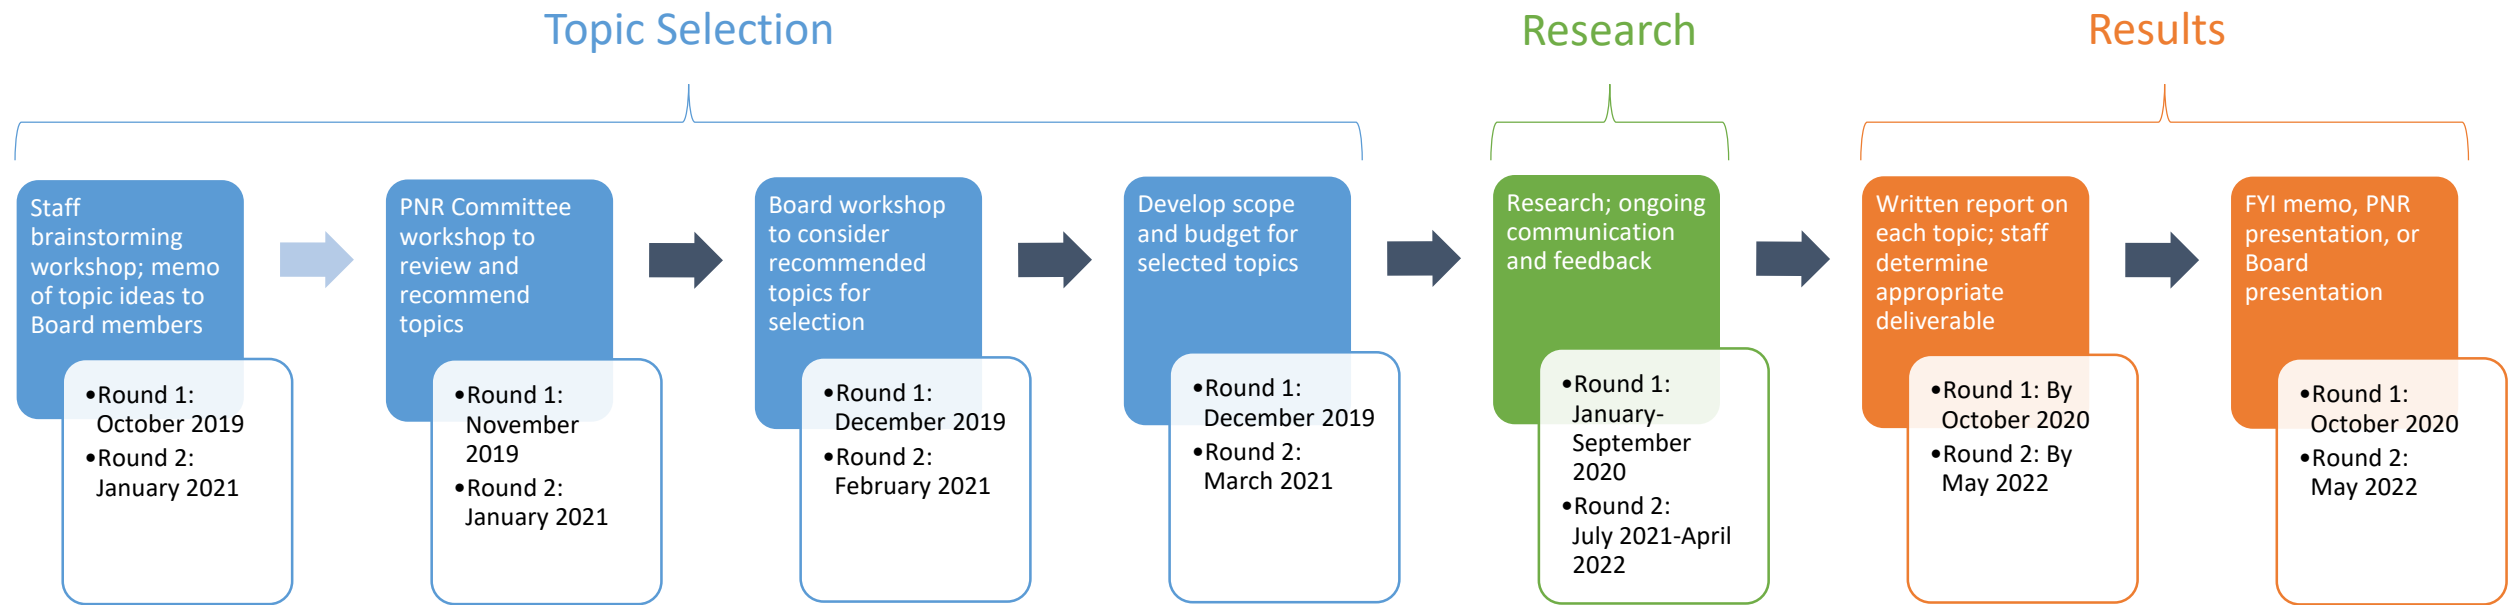 Topic Selection
Research
Results
Staff
brainstorming
workshop; memo
of topic ideas to
Board members
•Round 1:
October 2019
•Round 2:
January 2021
PNR Committee
workshop to
review and
recommend
topics
•Round 1:
November
2019
•Round 2:
January 2021
Board workshop
to consider
recommended
topics for
selection
•Round 1:
December 2019
•Round 2:
February 2021
Develop scope
and budget for
selected topics
•Round 1:
December 2019
•Round 2:
March 2021
Research; ongoing
communication
and feedback
•Round 1:
January-
September
2020
•Round 2:
July 2021-April
2022
Written report on
each topic; staff
determine
appropriate
deliverable
•Round 1: By
October 2020
•Round 2: By
May 2022
FYI memo, PNR
presentation, or
Board
presentation
•Round 1:
October 2020
•Round 2:
May 2022